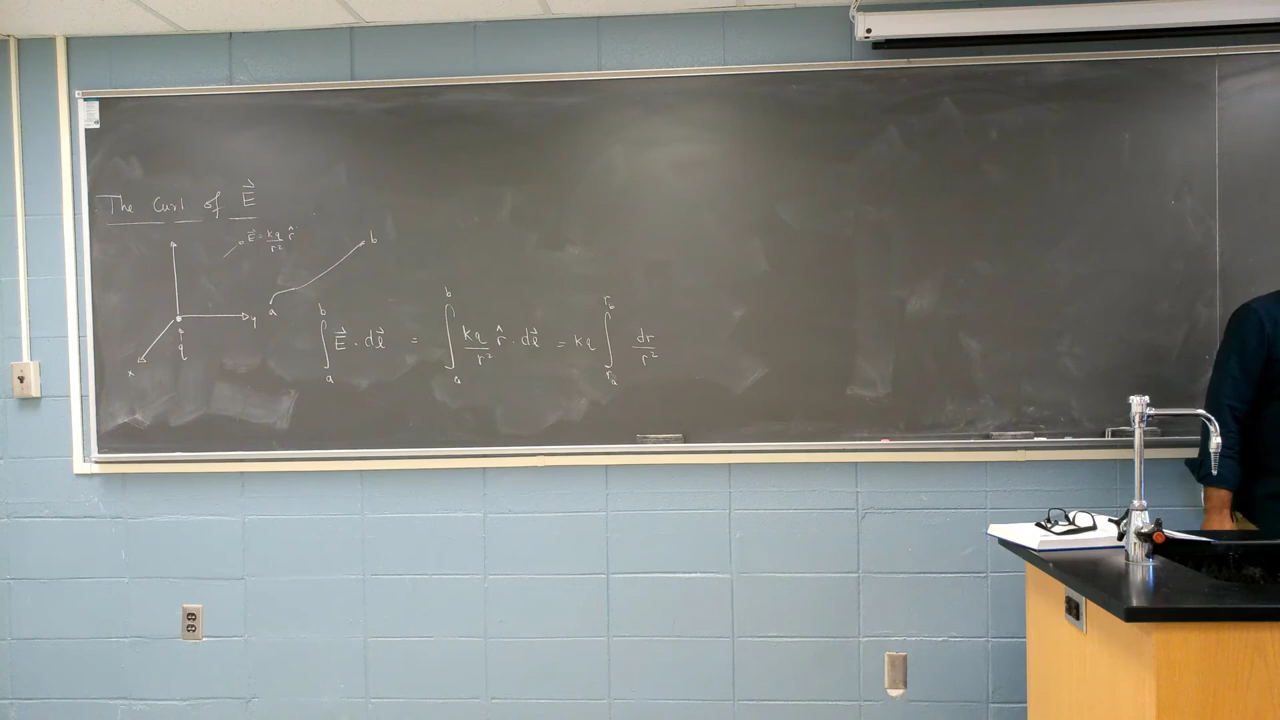 The Curl of E⃗
E⃗ = kq/r² r̂
b
a
y
q
x
∫ₐᵇ E⃗ · dℓ⃗ = ∫ₐᵇ kq/r² r̂ · dℓ⃗ = kq ∫_{rₐ}^{r_b} dr/r²